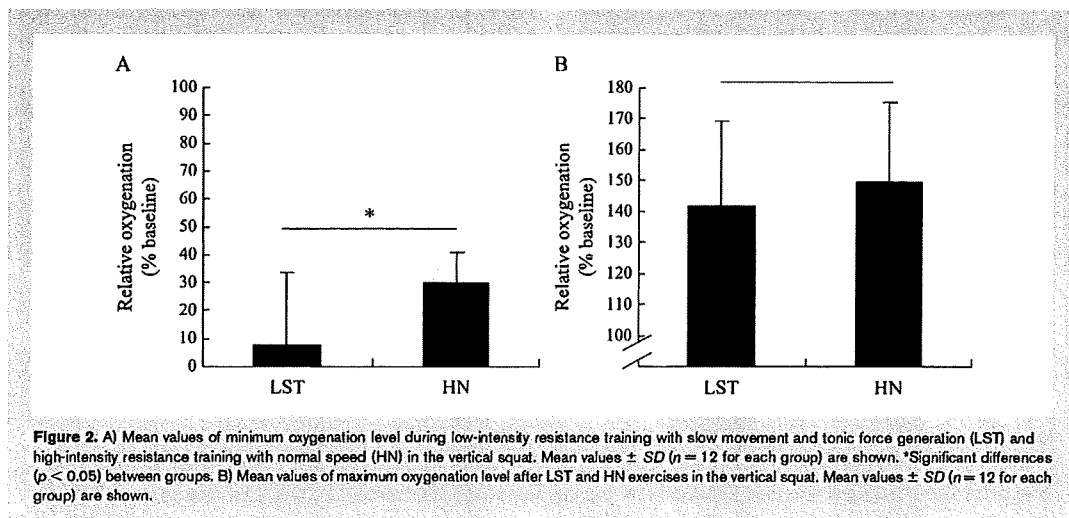 A
100
90
80
70
60
50
40
30
20
10
0
Relative oxygenation
(% baseline)
*
LST
HN
B
180
170
160
150
140
130
120
110
100
Relative oxygenation
(% baseline)
LST
HN
Figure 2. A) Mean values of minimum oxygenation level during low-intensity resistance training with slow movement and tonic force generation (LST) and
high-intensity resistance training with normal speed (HN) in the vertical squat. Mean values ± SD (n = 12 for each group) are shown. *Significant differences
(p < 0.05) between groups. B) Mean values of maximum oxygenation level after LST and HN exercises in the vertical squat. Mean values ± SD (n = 12 for each
group) are shown.